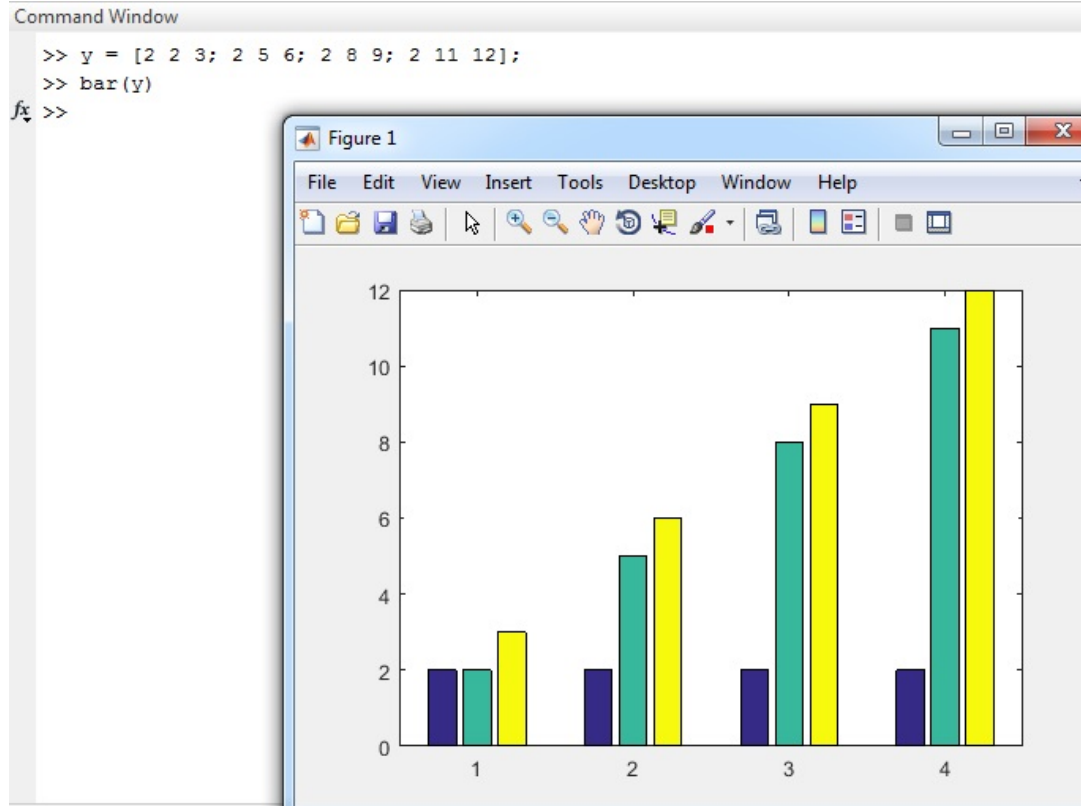 Command Window
>> y = [2 2 3; 2 5 6; 2 8 9; 2 11 12];
>> bar(y)
fx >>
Figure 1
File Edit View Insert Tools Desktop Window Help
12
10
8
6
4
2
0
1 2 3 4